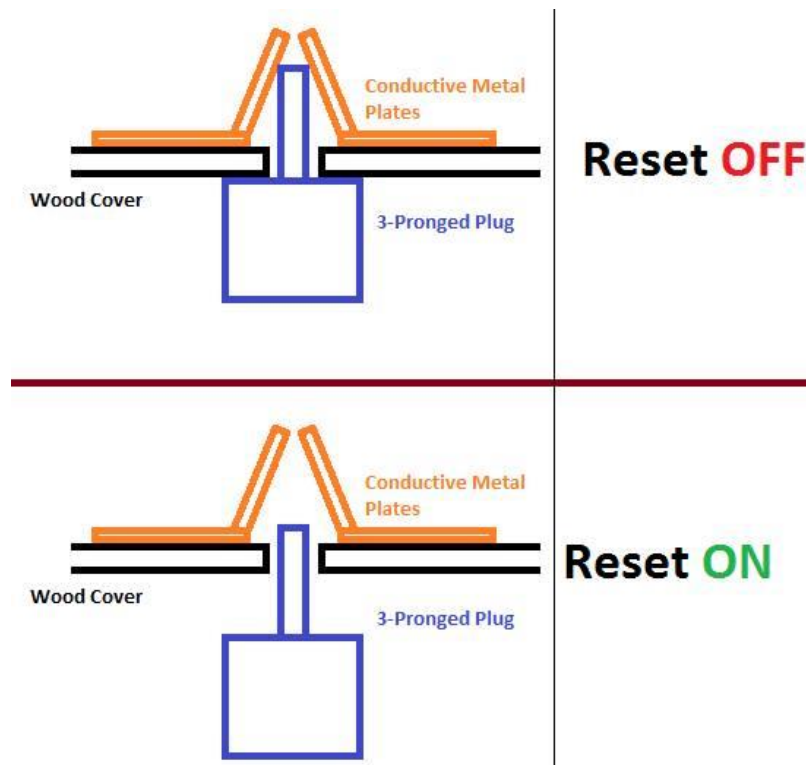 Conductive Metal
Plates
Reset OFF
Wood Cover
3-Pronged Plug
Conductive Metal
Plates
Reset ON
Wood Cover
3-Pronged Plug